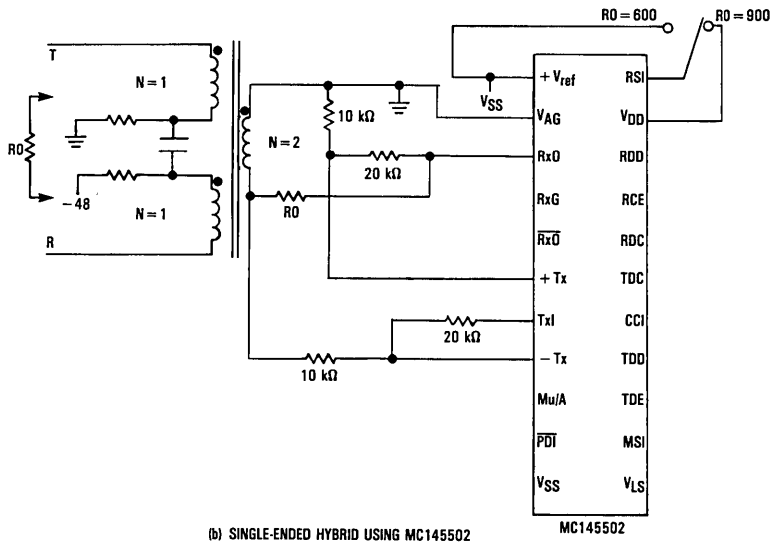 RO = 600
RO = 900
T
N = 1
RO
−48
N = 1
R
N = 2
10 kΩ
20 kΩ
RO
10 kΩ
20 kΩ
VSS
+ Vref
VAG
RxO
RxG
RxO
+ Tx
TxI
− Tx
Mu/A
PDI
VSS
RSI
VDD
RDD
RCE
RDC
TDC
CCI
TDD
TDE
MSI
VLS
MC145502
(b) SINGLE-ENDED HYBRID USING MC145502